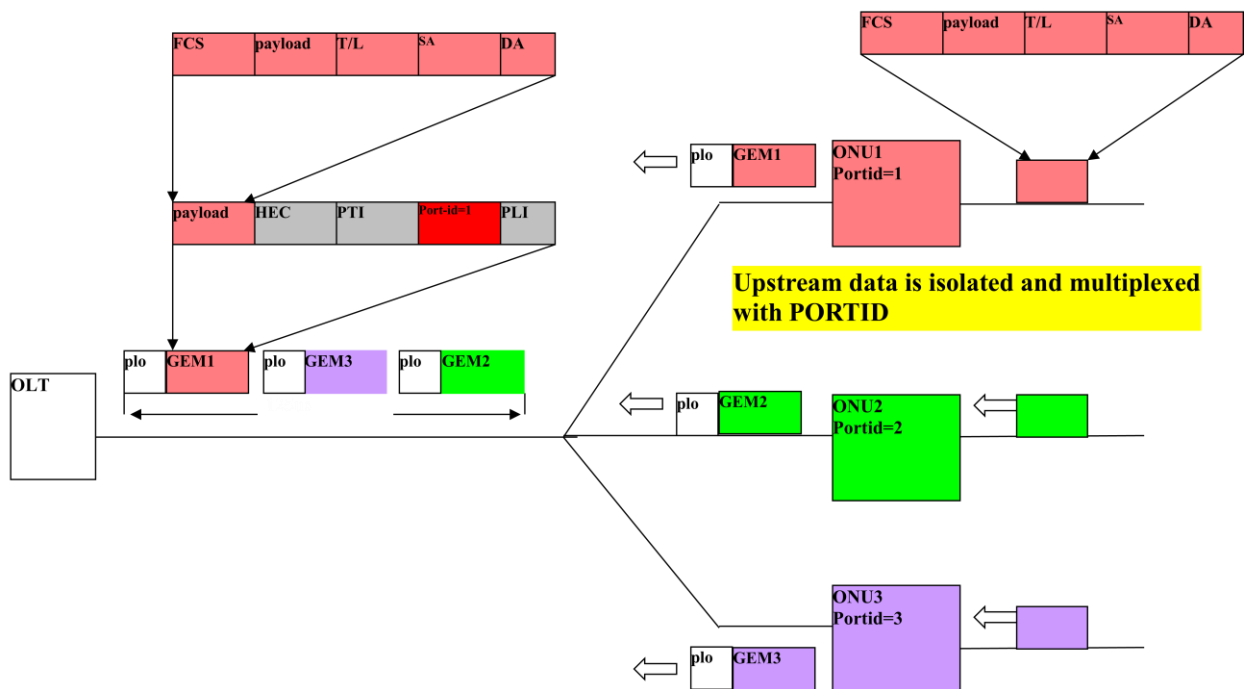 FCS payload T/L SA DA
FCS payload T/L SA DA
plo GEM1
ONU1
Portid=1
payload HEC PTI Port-id=1 PLI
Upstream data is isolated and multiplexed
with PORTID
plo GEM1 plo GEM3 plo GEM2
OLT
plo GEM2
ONU2
Portid=2
ONU3
Portid=3
plo GEM3